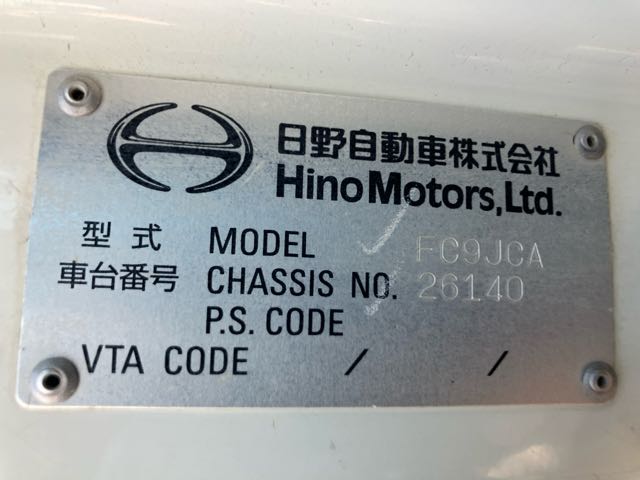 日野自動車株式会社
Hino Motors, Ltd.
型式 MODEL FC9JCA
車台番号 CHASSIS NO. 26140
P.S. CODE
VTA CODE / /